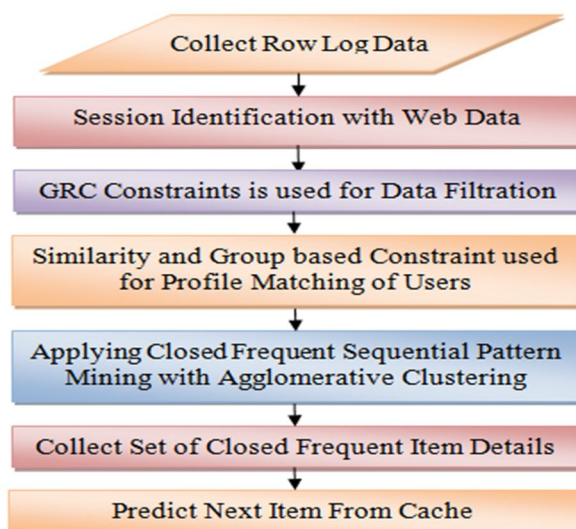 Collect Row Log Data
Session Identification with Web Data
GRC Constraints is used for Data Filtration
Similarity and Group based Constraint used
for Profile Matching of Users
Applying Closed Frequent Sequential Pattern
Mining with Agglomerative Clustering
Collect Set of Closed Frequent Item Details
Predict Next Item From Cache